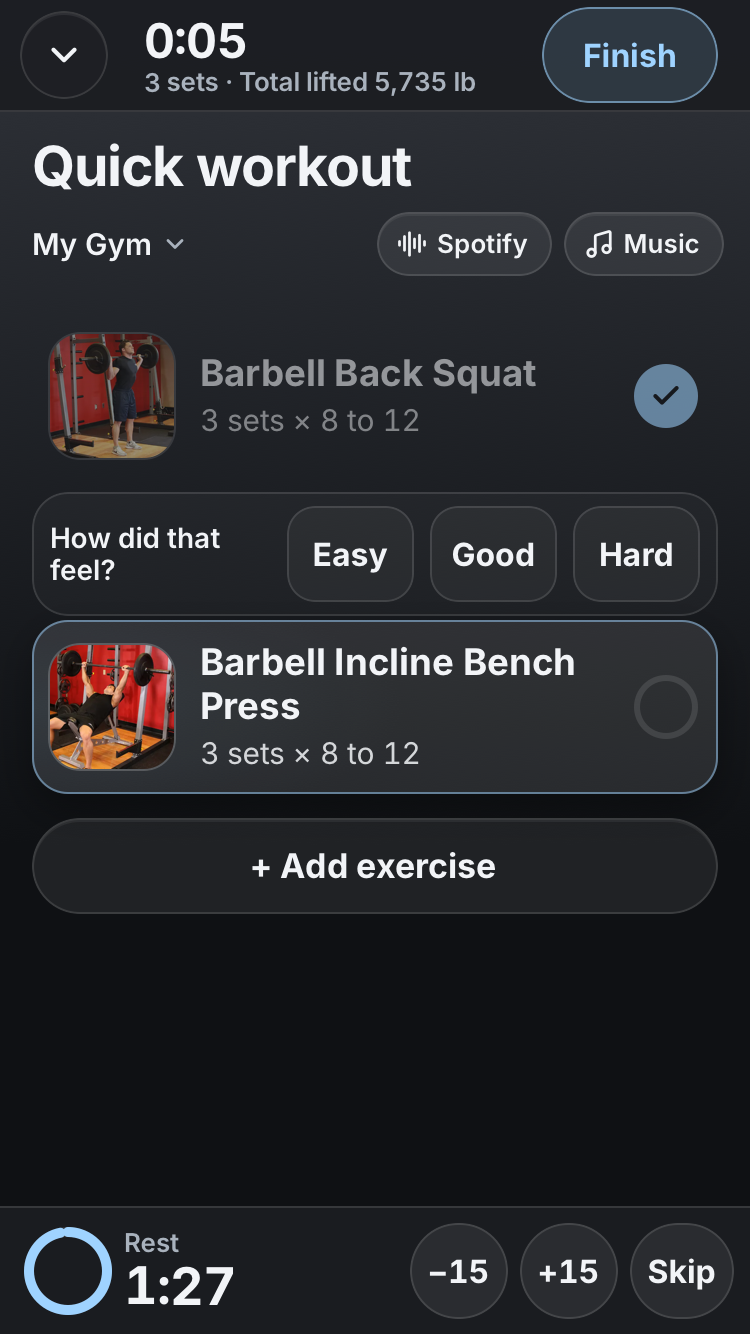 0:05
3 sets · Total lifted 5,735 lb
Finish
Quick workout
My Gym
Spotify
Music
Barbell Back Squat
3 sets × 8 to 12
How did that
feel?
Easy
Good
Hard
Barbell Incline Bench
Press
3 sets × 8 to 12
+ Add exercise
Rest
1:27
−15
+15
Skip